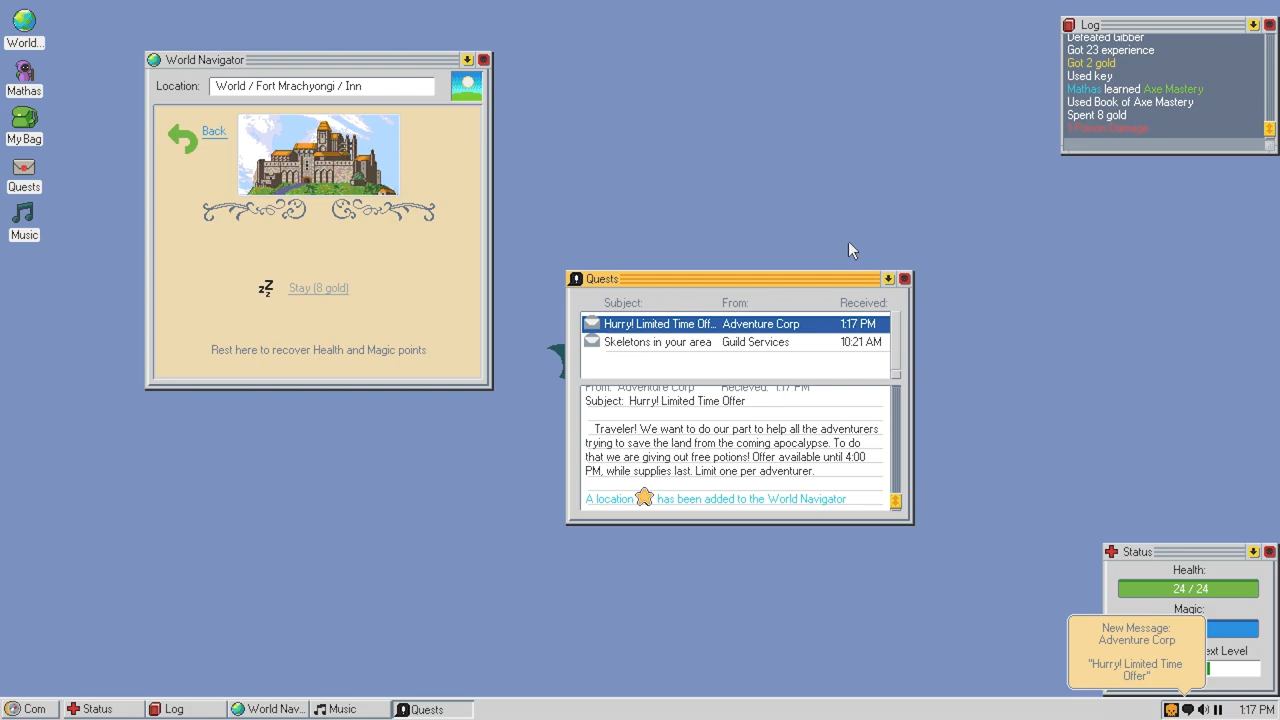 World...
Mathas
My Bag
Quests
Music
World Navigator
Location:
World / Fort Mrachyongi / Inn
Back
zZz
Stay (8 gold)
Rest here to recover Health and Magic points
Log
Defeated Gibber
Got 23 experience
Got 2 gold
Used key
Mathas learned Axe Mastery
Used Book of Axe Mastery
Spent 8 gold
1 Poison Damage
Quests
Subject: From: Received:
Hurry! Limited Time Off... Adventure Corp 1:17 PM
Skeletons in your area Guild Services 10:21 AM
From: Adventure Corp Recieved: 1:17 PM
Subject: Hurry! Limited Time Offer
Traveler! We want to do our part to help all the adventurers
trying to save the land from the coming apocalypse. To do
that we are giving out free potions! Offer available until 4:00
PM, while supplies last. Limit one per adventurer.
A location has been added to the World Navigator
Status
Health:
24 / 24
Magic:
ext Level
New Message:
Adventure Corp
"Hurry! Limited Time
Offer"
Com
Status
Log
World Nav...
Music
Quests
1:17 PM